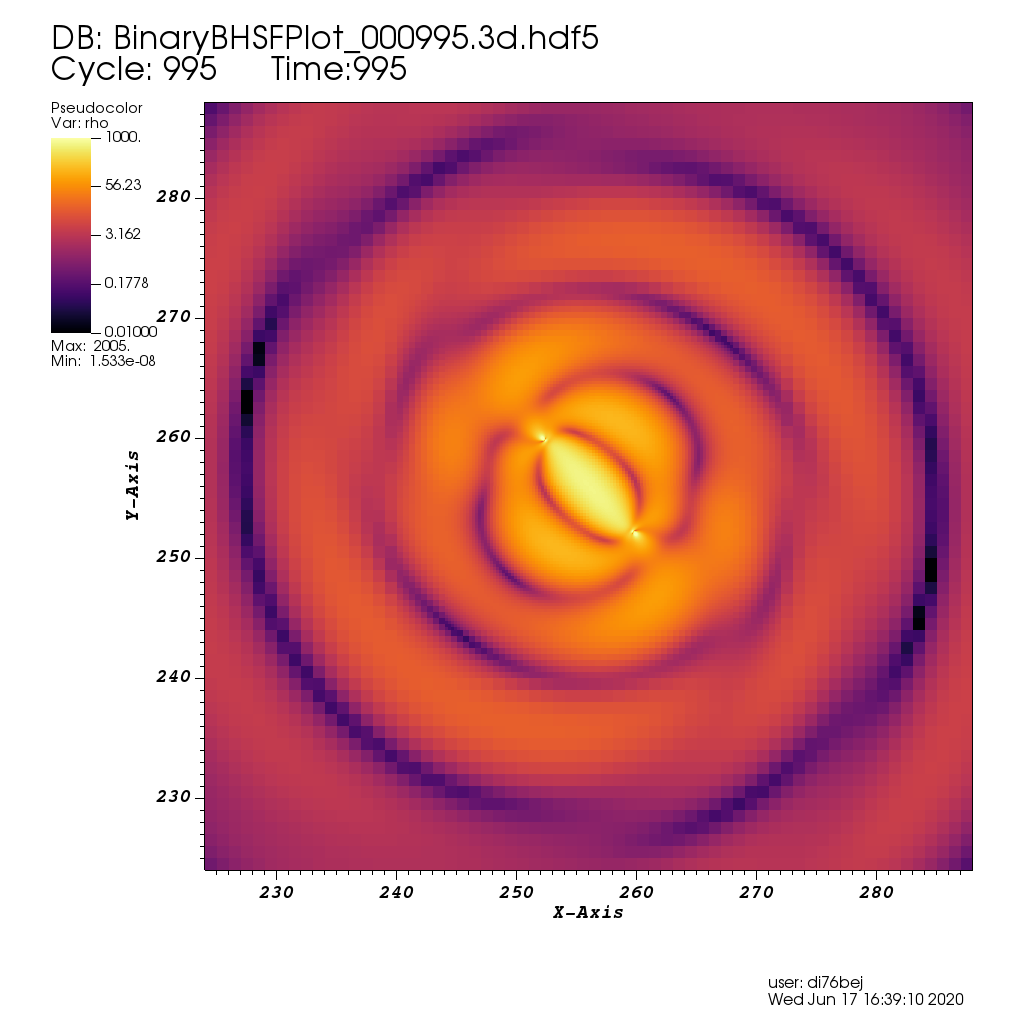 DB: BinaryBHSFPlot_000995.3d.hdf5
Cycle: 995 Time:995
Pseudocolor
Var: rho
1000.
56.23
3.162
0.1778
0.01000
Max: 2005.
Min: 1.533e-08
280
270
260
250
240
230
Y-Axis
230 240 250 260 270 280
X-Axis
user: di76bej
Wed Jun 17 16:39:10 2020